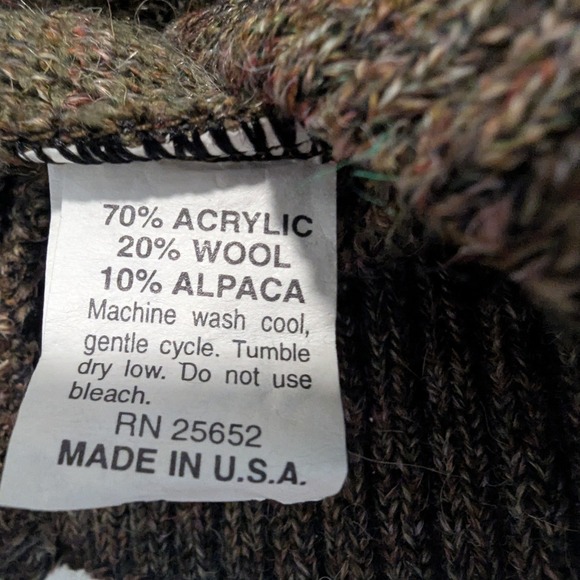 70% ACRYLIC
20% WOOL
10% ALPACA
Machine wash cool,
gentle cycle. Tumble
dry low. Do not use
bleach.
RN 25652
MADE IN U.S.A.